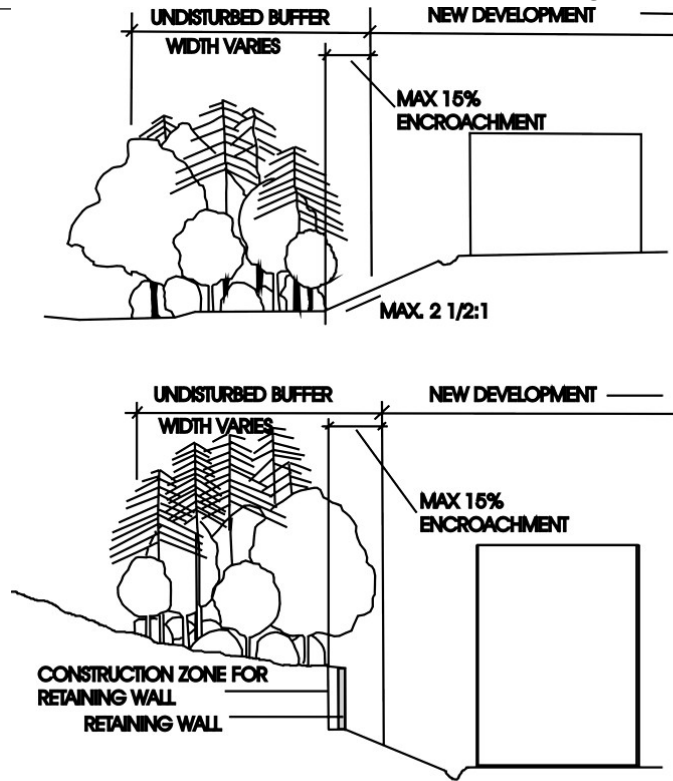 UNDISTURBED BUFFER
NEW DEVELOPMENT
WIDTH VARIES
MAX 15%
ENCROACHMENT
MAX. 2 1/2:1
UNDISTURBED BUFFER
NEW DEVELOPMENT
WIDTH VARIES
MAX 15%
ENCROACHMENT
CONSTRUCTION ZONE FOR
RETAINING WALL
RETAINING WALL